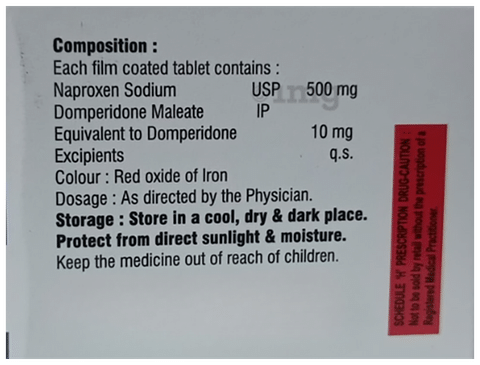 Composition :
Each film coated tablet contains :
Naproxen Sodium USP 500 mg
Domperidone Maleate IP
Equivalent to Domperidone 10 mg
Excipients q.s.
Colour : Red oxide of Iron
Dosage : As directed by the Physician.
Storage : Store in a cool, dry & dark place.
Protect from direct sunlight & moisture.
Keep the medicine out of reach of children.
SCHEDULE 'H' PRESCRIPTION DRUG-CAUTION :
Not to be sold by retail without the prescription of a
Registered Medical Practitioner.
1mg